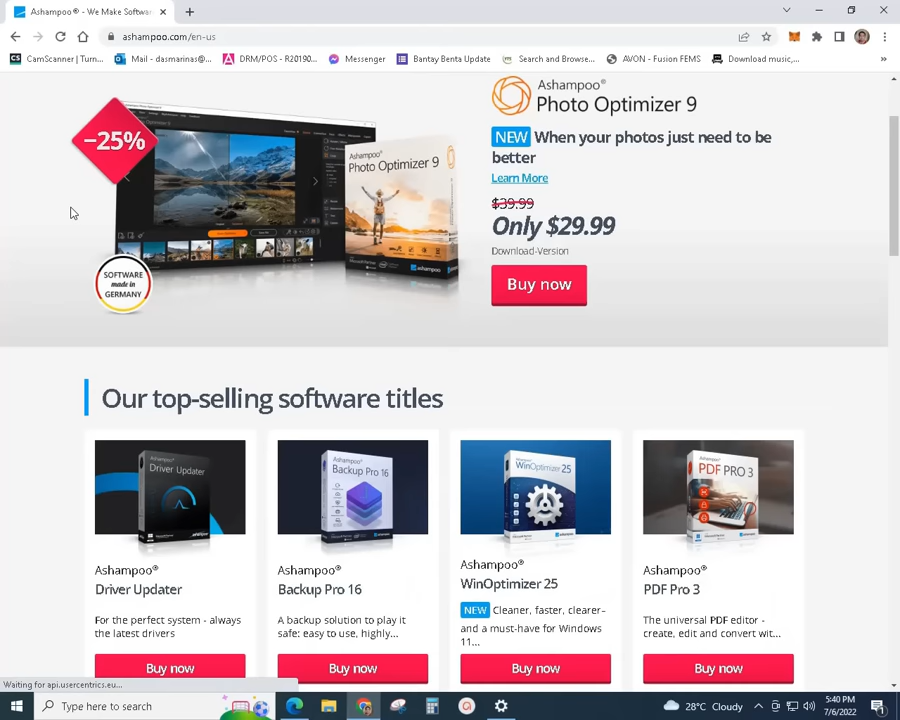 Ashampoo® - We Make Softwar
ashampoo.com/en-us
CamScanner | Turn...
Mail - dasmarinas@...
DRM/POS - R20190...
Messenger
Bantay Benta Update
Search and Browse...
AVON - Fusion FEMS
Download music,...
»
−25%
Ashampoo®
Photo Optimizer 9
SOFTWARE
made in
GERMANY
Ashampoo®
Photo Optimizer 9
NEW When your photos just need to be
better
Learn More
$39.99
Only $29.99
Download-Version
Buy now
Our top-selling software titles
Ashampoo
Driver Updater
Ashampoo®
Driver Updater
For the perfect system - always
the latest drivers
Buy now
Ashampoo
Backup Pro 16
Ashampoo®
Backup Pro 16
A backup solution to play it
safe: easy to use, highly...
Buy now
Ashampoo
WinOptimizer 25
Ashampoo®
WinOptimizer 25
NEW Cleaner, faster, clearer–
and a must-have for Windows
11...
Buy now
Ashampoo
PDF PRO 3
Ashampoo®
PDF Pro 3
The universal PDF editor -
create, edit and convert wit...
Buy now
Waiting for api.usercentrics.eu...
Type here to search
28°C Cloudy
5:40 PM
7/6/2022